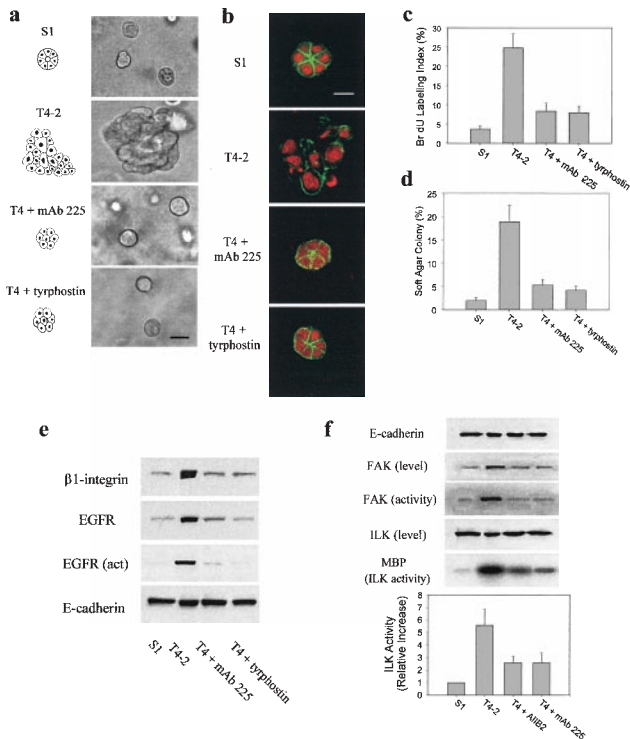 a
S1
T4-2
T4 + mAb 225
T4 + tyrphostin
b
S1
T4-2
T4 +
mAb 225
T4 +
tyrphostin
c
Br dU Labeling Index (%)
30
25
20
15
10
5
0
S1
T4-2
T4 + mAb 225
T4 + tyrphostin
d
Soft Agar Colony (%)
25
20
15
10
5
0
S1
T4-2
T4 + mAb 225
T4 + tyrphostin
e
β1-integrin
EGFR
EGFR (act)
E-cadherin
S1
T4-2
T4 + mAb 225
T4 + tyrphostin
f
E-cadherin
FAK (level)
FAK (activity)
ILK (level)
MBP
(ILK activity)
ILK Activity
(Relative Increase)
8
7
6
5
4
3
2
1
0
S1
T4-2
T4 + AIIB2
T4 + mAb 225